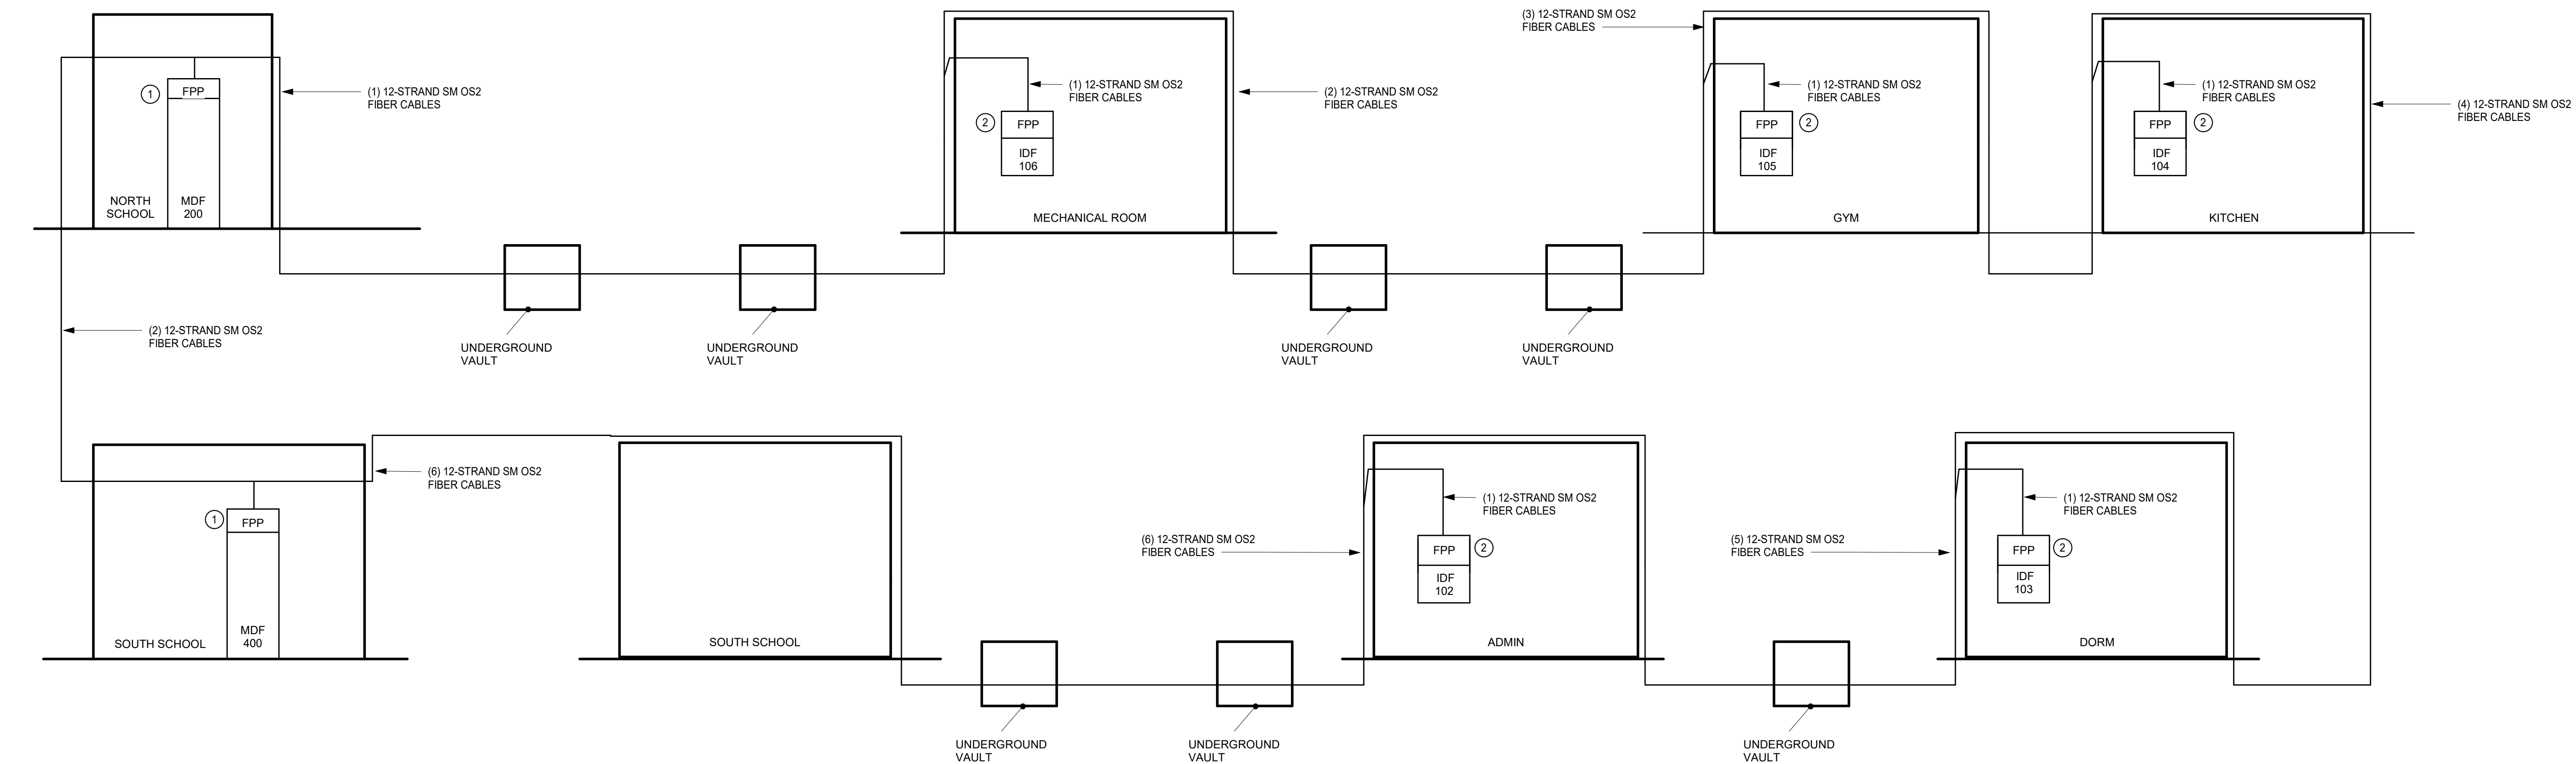 (3) 12-STRAND SM OS2
FIBER CABLES
FPP
1
(1) 12-STRAND SM OS2
FIBER CABLES
NORTH
SCHOOL
MDF
200
(1) 12-STRAND SM OS2
FIBER CABLES
2
FPP
IDF
106
MECHANICAL ROOM
(2) 12-STRAND SM OS2
FIBER CABLES
(1) 12-STRAND SM OS2
FIBER CABLES
FPP
2
IDF
105
GYM
(1) 12-STRAND SM OS2
FIBER CABLES
FPP
2
IDF
104
KITCHEN
(4) 12-STRAND SM OS2
FIBER CABLES
(2) 12-STRAND SM OS2
FIBER CABLES
UNDERGROUND
VAULT
UNDERGROUND
VAULT
UNDERGROUND
VAULT
UNDERGROUND
VAULT
(6) 12-STRAND SM OS2
FIBER CABLES
1
FPP
SOUTH SCHOOL
MDF
400
SOUTH SCHOOL
(6) 12-STRAND SM OS2
FIBER CABLES
(1) 12-STRAND SM OS2
FIBER CABLES
FPP
2
IDF
102
ADMIN
(5) 12-STRAND SM OS2
FIBER CABLES
(1) 12-STRAND SM OS2
FIBER CABLES
FPP
2
IDF
103
DORM
UNDERGROUND
VAULT
UNDERGROUND
VAULT
UNDERGROUND
VAULT